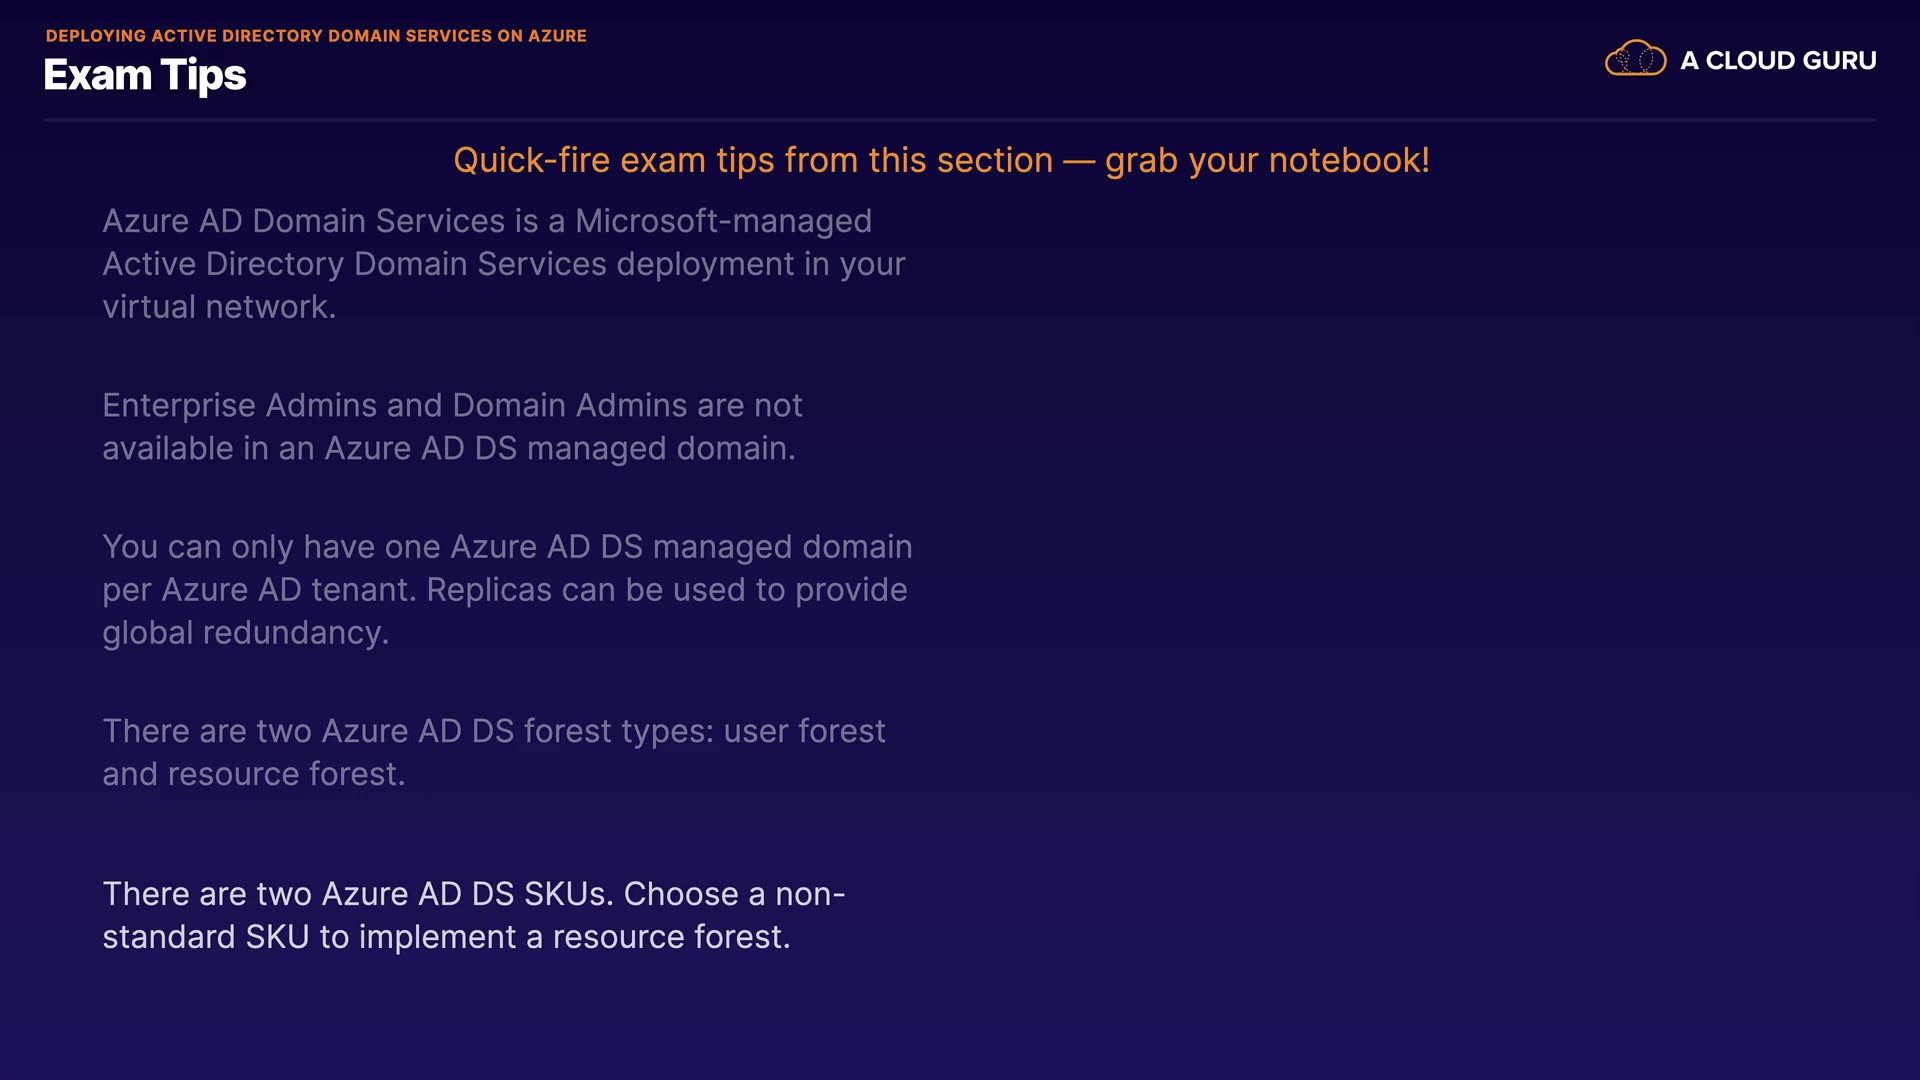 DEPLOYING ACTIVE DIRECTORY DOMAIN SERVICES ON AZURE
Exam Tips
A CLOUD GURU
Quick-fire exam tips from this section — grab your notebook!
Azure AD Domain Services is a Microsoft-managed
Active Directory Domain Services deployment in your
virtual network.
Enterprise Admins and Domain Admins are not
available in an Azure AD DS managed domain.
You can only have one Azure AD DS managed domain
per Azure AD tenant. Replicas can be used to provide
global redundancy.
There are two Azure AD DS forest types: user forest
and resource forest.
There are two Azure AD DS SKUs. Choose a non-
standard SKU to implement a resource forest.